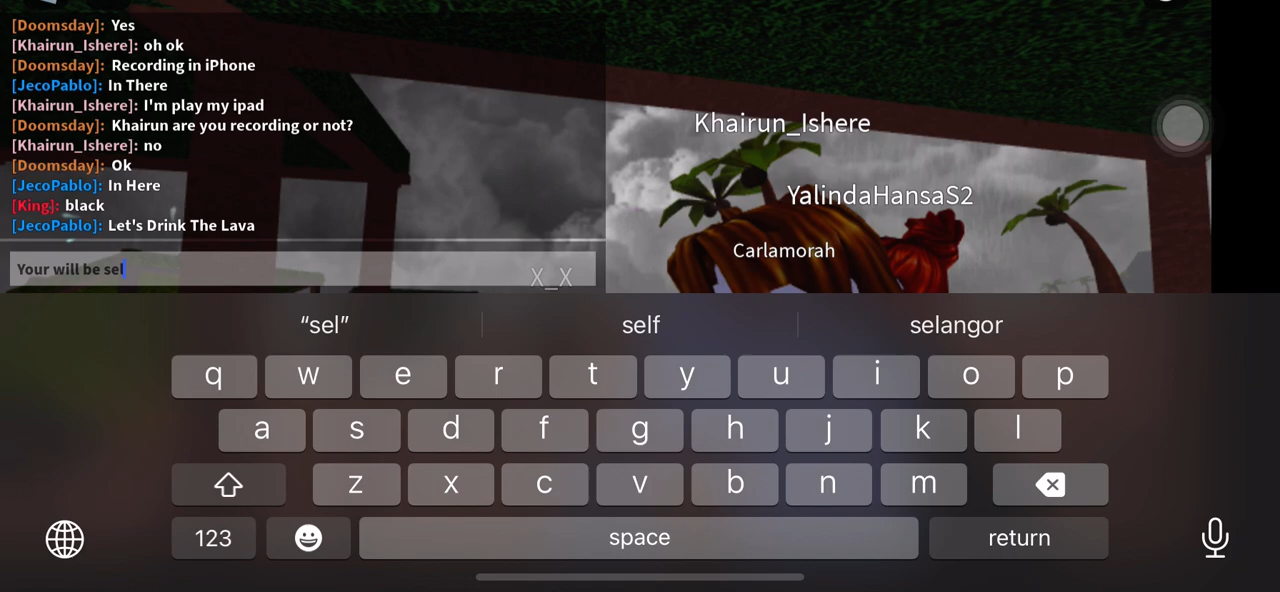 [Doomsday]: Yes
[Khairun_Ishere]: oh ok
[Doomsday]: Recording in iPhone
[JecoPablo]: In There
[Khairun_Ishere]: I'm play my ipad
[Doomsday]: Khairun are you recording or not?
[Khairun_Ishere]: no
[Doomsday]: Ok
[JecoPablo]: In Here
[King]: black
[JecoPablo]: Let's Drink The Lava
Your will be sel
X_X
Khairun_Ishere
YalindaHansaS2
Carlamorah
“sel” self selangor
q w e r t y u i o p
a s d f g h j k l
z x c v b n m
123 space return